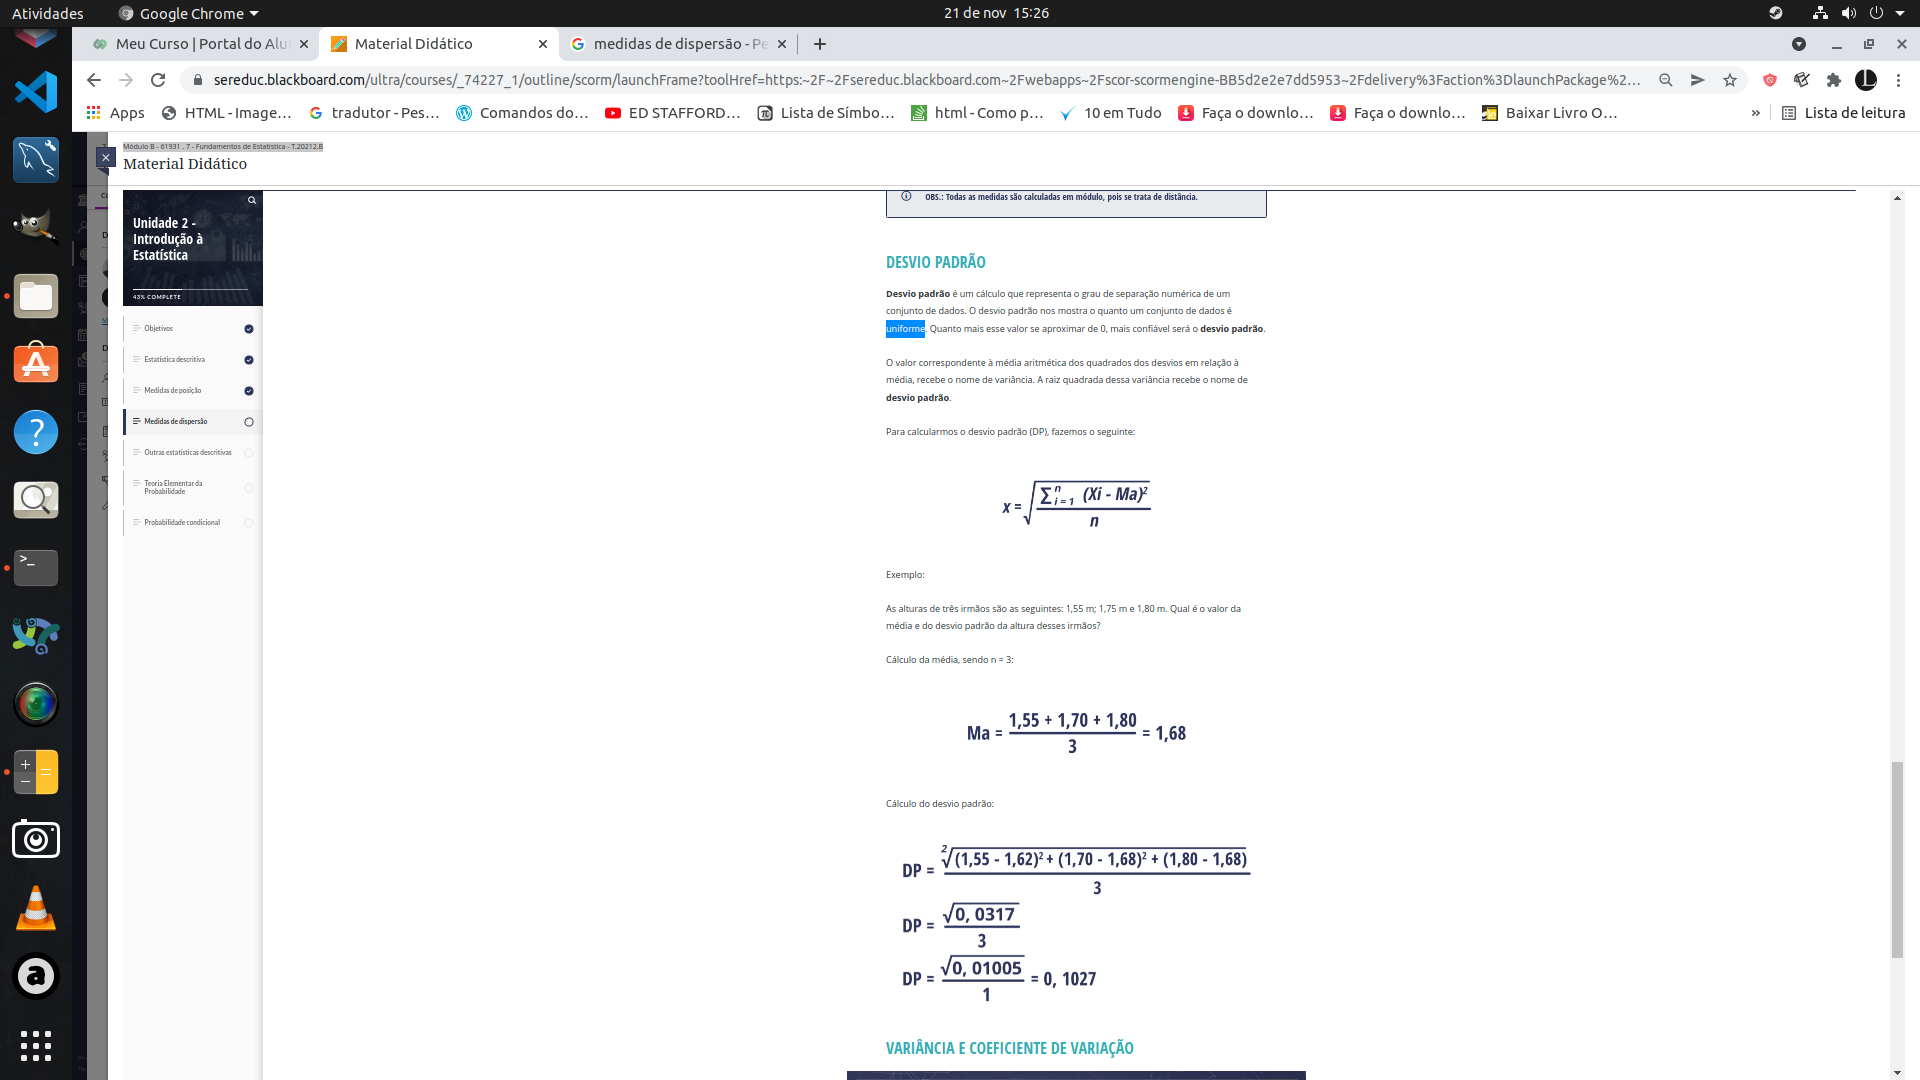 Atividades
Google Chrome
21 de nov 15:26
Meu Curso | Portal do Alu
Material Didático
medidas de dispersão - Pe
sereduc.blackboard.com/ultra/courses/_74227_1/outline/scorm/launchFrame?toolHref=https:~2F~2Fsereduc.blackboard.com~2Fwebapps~2Fscor-scormengine-BB5d2e2e7dd5953~2Fdelivery%3Faction%3DlaunchPackage%2...
Apps
HTML - Image...
tradutor - Pes...
Comandos do...
ED STAFFORD...
Lista de Símbo...
html - Como p...
10 em Tudo
Faça o downlo...
Faça o downlo...
Baixar Livro O...
»
Lista de leitura
Módulo B - 61931 . 7 - Fundamentos de Estatística - T.20212.B
Material Didático
Unidade 2 -
Introdução à
Estatística
43% COMPLETE
Objetivos
Estatística descritiva
Medidas de posição
Medidas de dispersão
Outras estatísticas descritivas
Teoria Elementar da
Probabilidade
Probabilidade condicional
OBS.: Todas as medidas são calculadas em módulo, pois se trata de distância.
DESVIO PADRÃO
Desvio padrão é um cálculo que representa o grau de separação numérica de um
conjunto de dados. O desvio padrão nos mostra o quanto um conjunto de dados é
uniforme. Quanto mais esse valor se aproximar de 0, mais confiável será o desvio padrão.
O valor correspondente à média aritmética dos quadrados dos desvios em relação à
média, recebe o nome de variância. A raiz quadrada dessa variância recebe o nome de
desvio padrão.
Para calcularmos o desvio padrão (DP), fazemos o seguinte:
x = √ ∑ n i = 1 (Xi - Ma)²
n
Exemplo:
As alturas de três irmãos são as seguintes: 1,55 m; 1,75 m e 1,80 m. Qual é o valor da
média e do desvio padrão da altura desses irmãos?
Cálculo da média, sendo n = 3:
Ma = 1,55 + 1,70 + 1,80
3
= 1,68
Cálculo do desvio padrão:
DP = ²√(1,55 - 1,62)² + (1,70 - 1,68)² + (1,80 - 1,68)
3
DP = √0, 0317
3
DP = √0, 01005
1
= 0, 1027
VARIÂNCIA E COEFICIENTE DE VARIAÇÃO